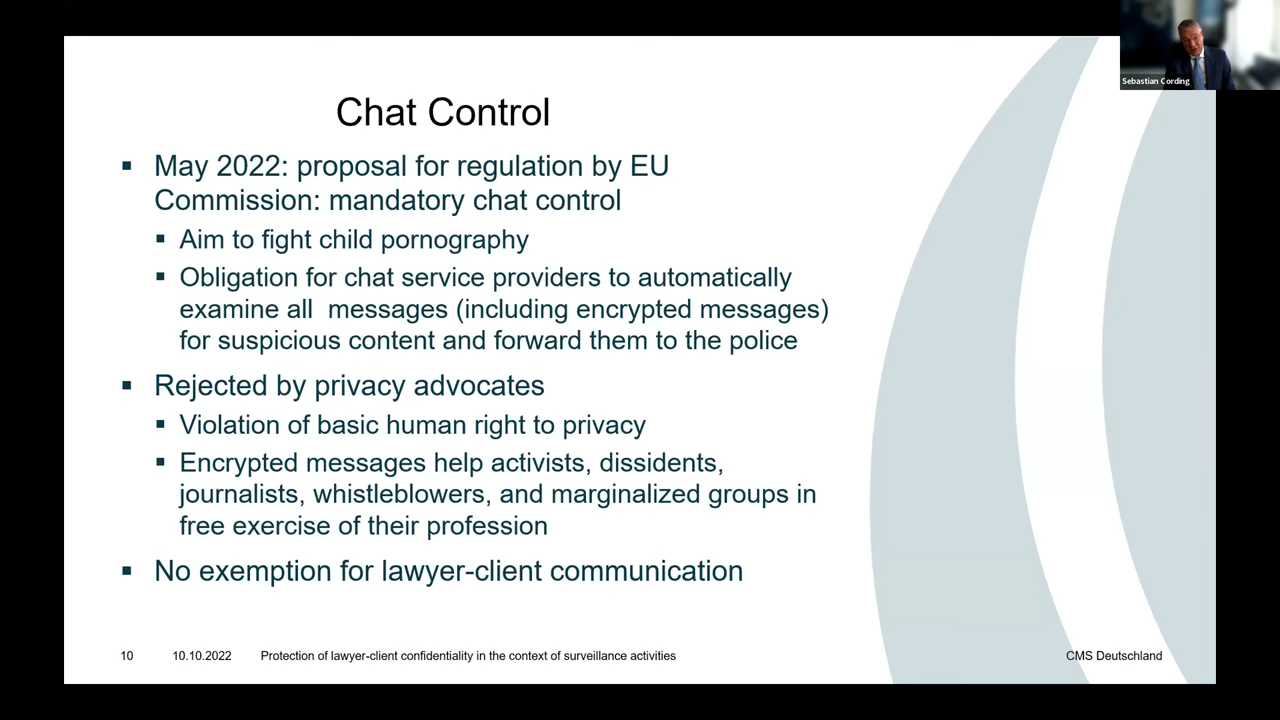 Sebastian Cording
Chat Control
▪ May 2022: proposal for regulation by EU
Commission: mandatory chat control
▪ Aim to fight child pornography
▪ Obligation for chat service providers to automatically
examine all  messages (including encrypted messages)
for suspicious content and forward them to the police
▪ Rejected by privacy advocates
▪ Violation of basic human right to privacy
▪ Encrypted messages help activists, dissidents,
journalists, whistleblowers, and marginalized groups in
free exercise of their profession
▪ No exemption for lawyer-client communication
10 10.10.2022 Protection of lawyer-client confidentiality in the context of surveillance activities CMS Deutschland